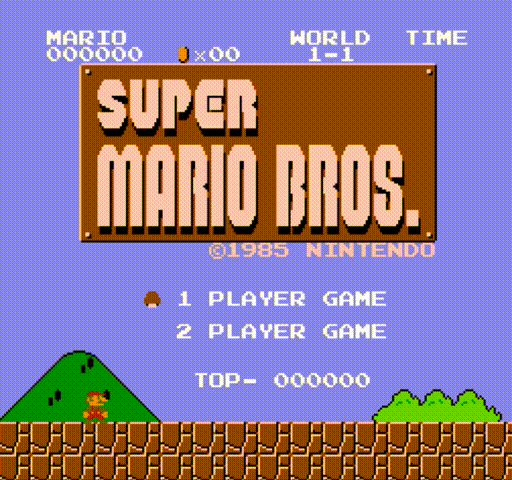 MARIO WORLD TIME
000000 ×00 1-1
SUPER
MARIO BROS.
©1985 NINTENDO
1 PLAYER GAME
2 PLAYER GAME
TOP- 000000